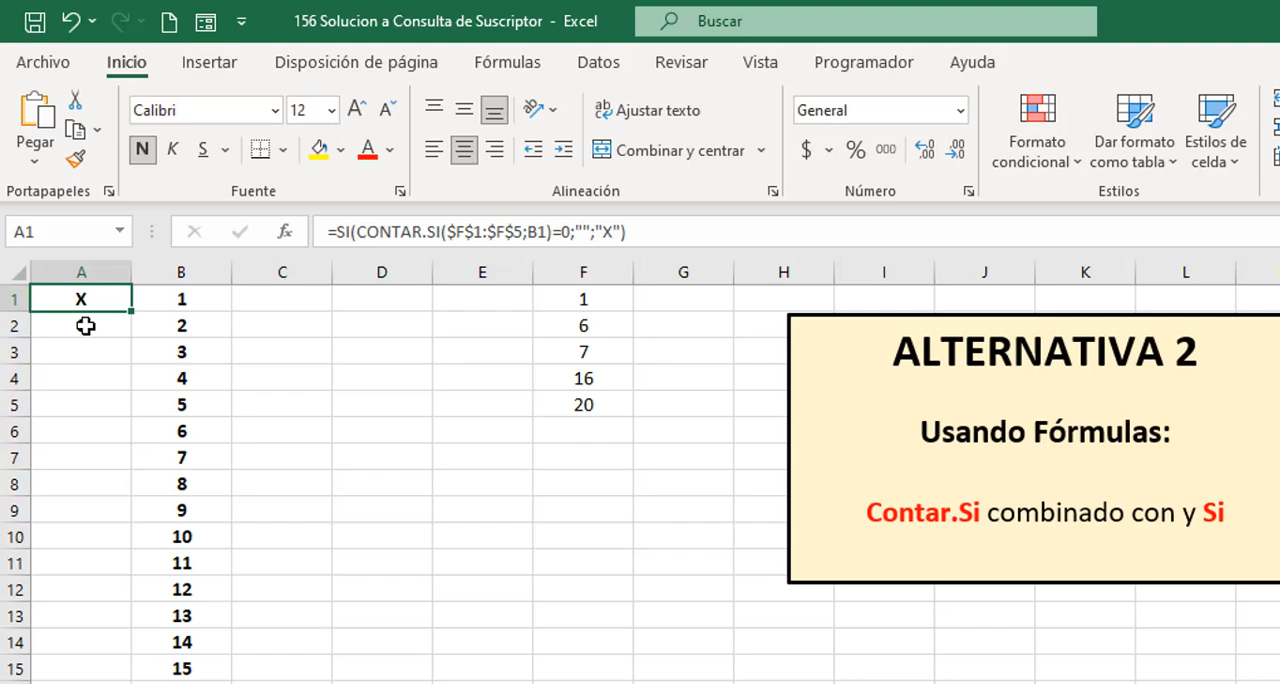 156 Solucion a Consulta de Suscriptor - Excel
Buscar
Archivo Inicio Insertar Disposición de página Fórmulas Datos Revisar Vista Programador Ayuda
Pegar
Calibri 12
N K S
Ajustar texto
Combinar y centrar
General
$ % 000
Formato condicional
Dar formato como tabla
Estilos de celda
Portapapeles Fuente Alineación Número Estilos
A1 fx =SI(CONTAR.SI($F$1:$F$5;B1)=0;"";"X")
A B C D E F G H I J K L
1 X 1 1
2 2 6
3 3 7
4 4 16
5 5 20
6 6
7 7
8 8
9 9
10 10
11 11
12 12
13 13
14 14
15 15
ALTERNATIVA 2
Usando Fórmulas:
Contar.Si combinado con y Si